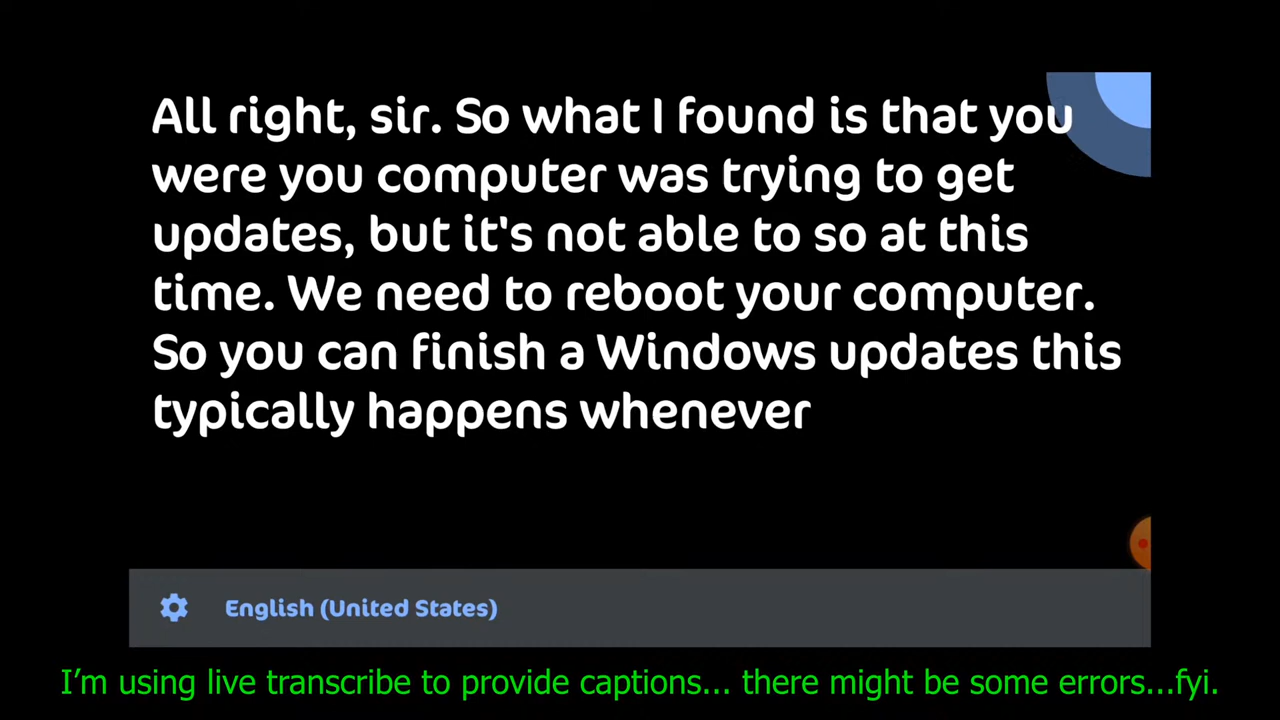 All right, sir. So what I found is that you
were you computer was trying to get
updates, but it's not able to so at this
time. We need to reboot your computer.
So you can finish a Windows updates this
typically happens whenever
English (United States)
I’m using live transcribe to provide captions... there might be some errors...fyi.